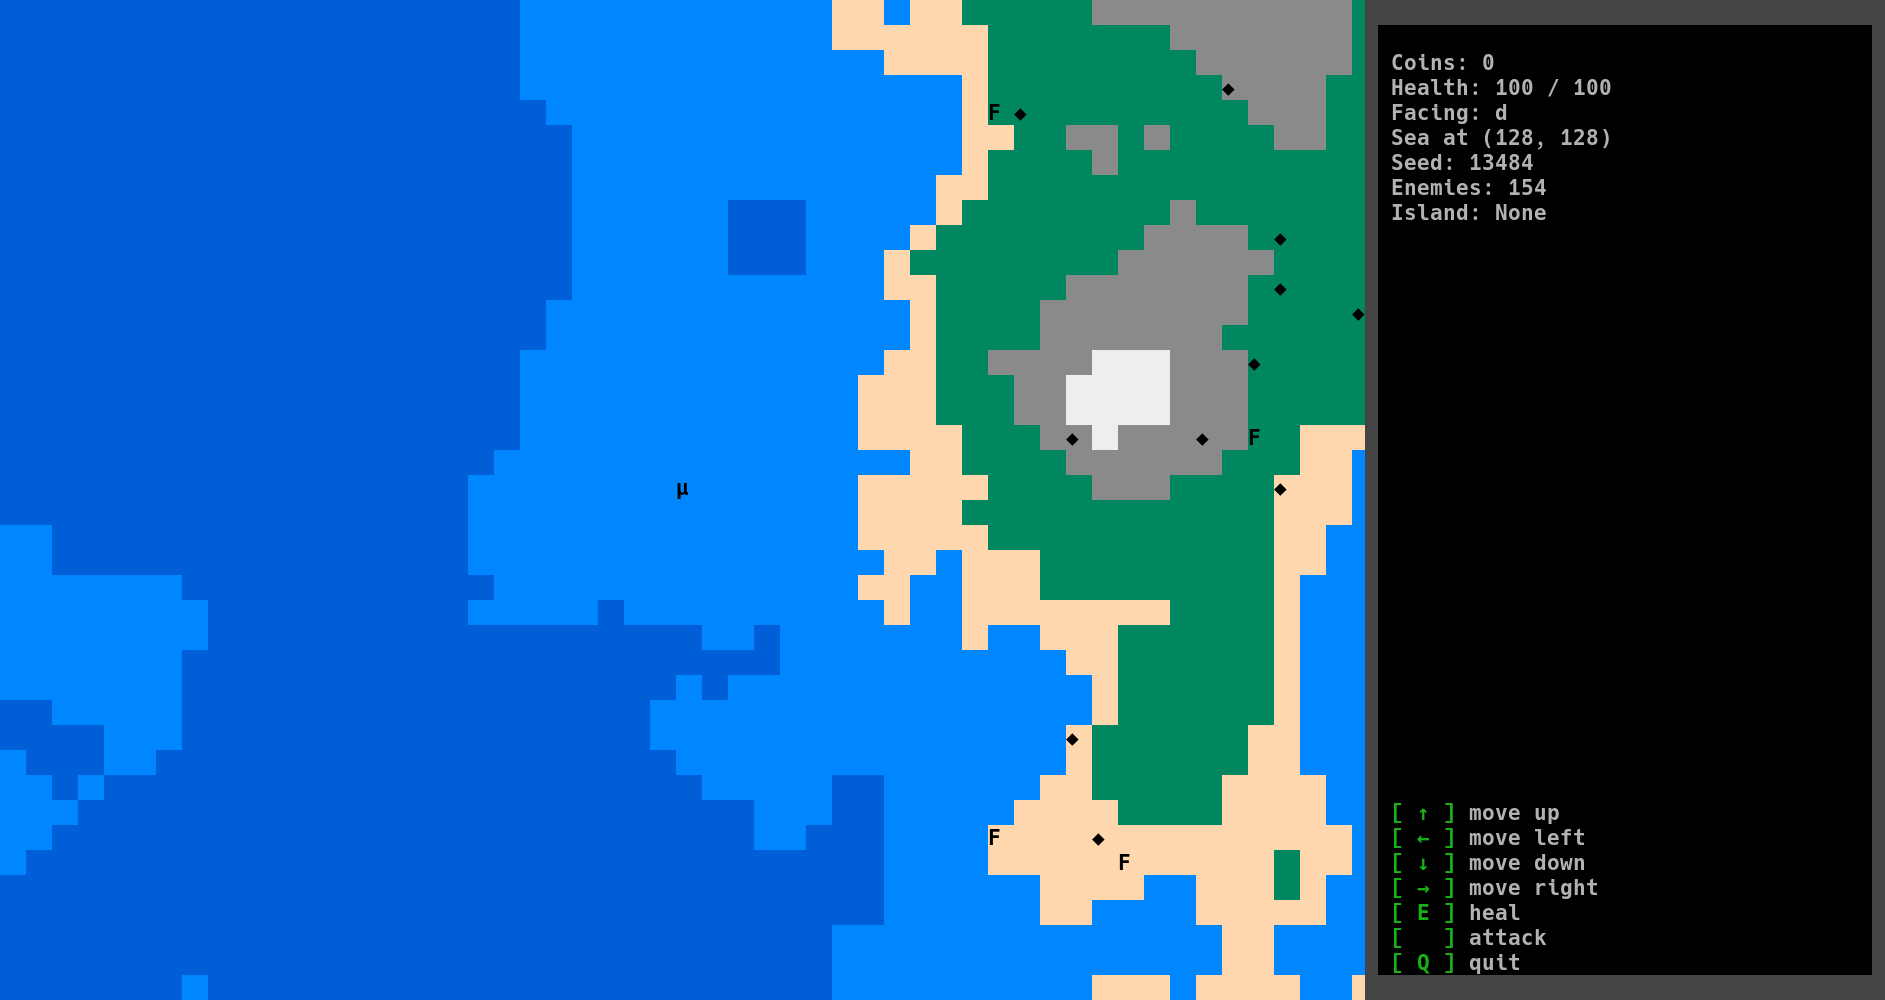 Coins: 0
Health: 100 / 100
Facing: d
Sea at (128, 128)
Seed: 13484
Enemies: 154
Island: None
F
F
µ
F
F
[ ↑ ] move up
[ ← ] move left
[ ↓ ] move down
[ → ] move right
[ E ] heal
[   ] attack
[ Q ] quit